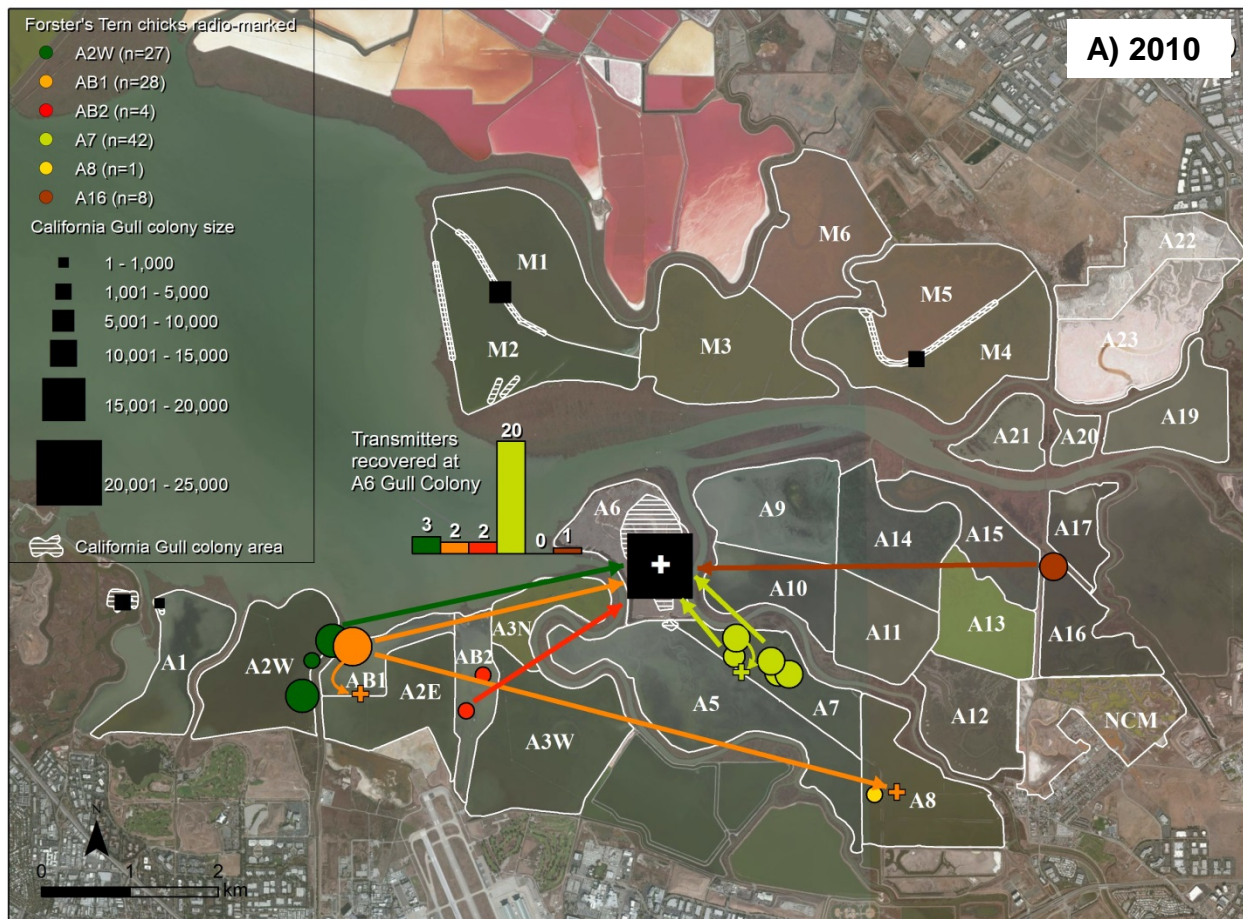 A) 2010
Forster's Tern chicks radio-marked
A2W (n=27)
AB1 (n=28)
AB2 (n=4)
A7 (n=42)
A8 (n=1)
A16 (n=8)
California Gull colony size
1 - 1,000
1,001 - 5,000
5,001 - 10,000
10,001 - 15,000
15,001 - 20,000
20,001 - 25,000
California Gull colony area
M1
M2
M3
M6
M5
M4
A22
A23
A19
A20
A21
Transmitters
recovered at
A6 Gull Colony
3 2 2 20 0 1
A6
A9
A14
A15
A17
A10
A11
A13
A16
A1
A2W
AB1
A2E
AB2
A3N
A3W
A5
A7
A12
NCM
A8
N
0 1 2
km